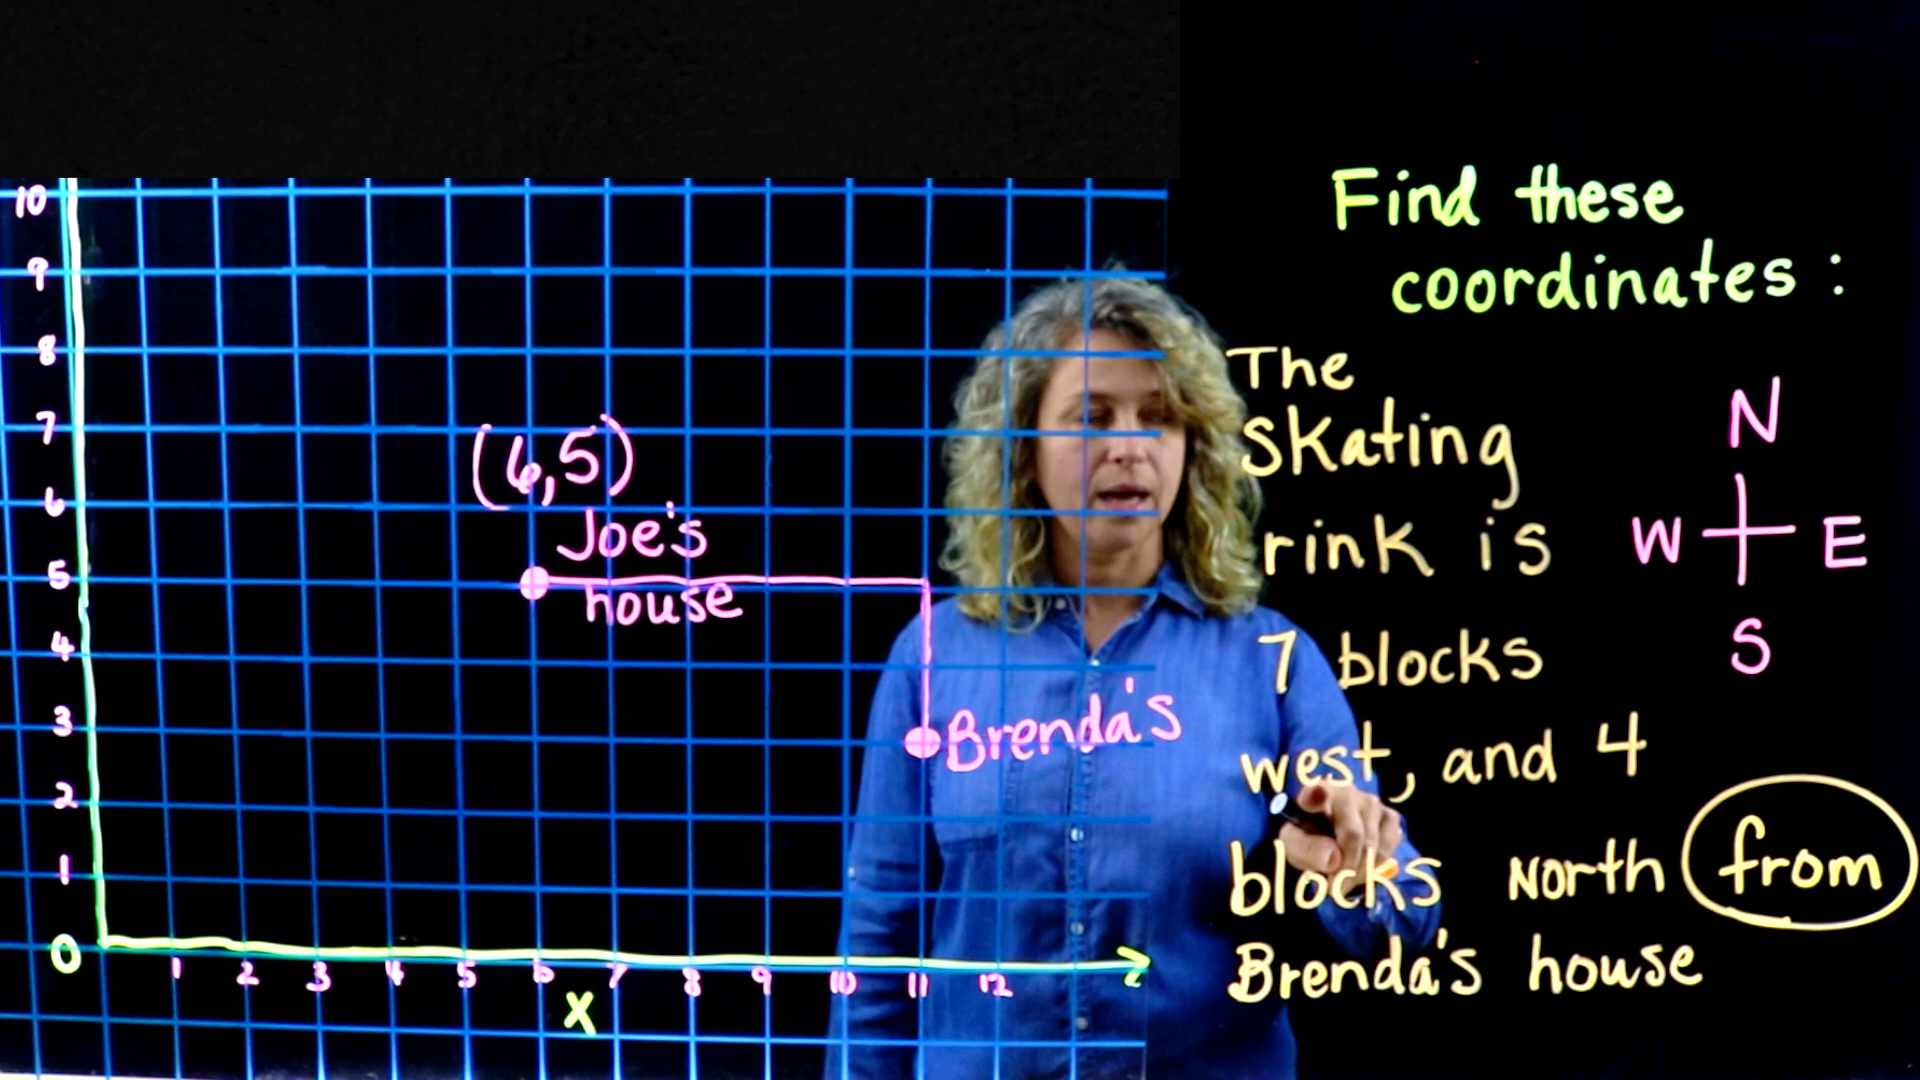 Find these
coordinates:
The
Skating
rink is
7 blocks
west, and 4
blocks North from
Brenda's house
N
W E
S
10
9
8
7
6
5
4
3
2
1
0
(6,5)
Joe's
house
Brenda's
1 2 3 4 5 6 7 8 9 10 11 12
X